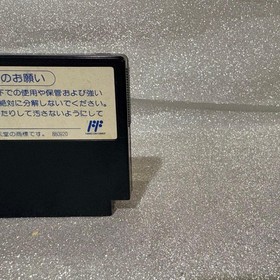 のお願い
下での使用や保管および強い
絶対に分解しないでください。
たりして汚さないようにして
の商標です。
FF